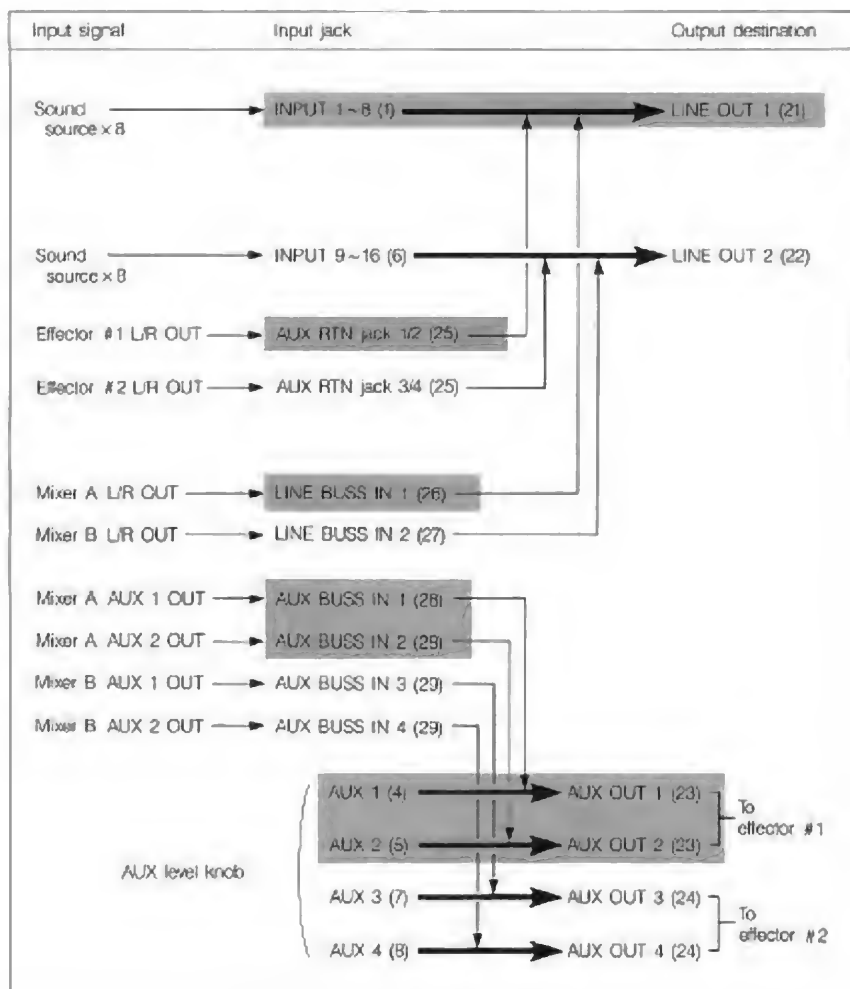 Input signal Input jack Output destination
Sound source × 8 INPUT 1~8 (1) LINE OUT 1 (21)
Sound source × 8 INPUT 9~16 (6) LINE OUT 2 (22)
Effector #1 L/R OUT AUX RTN jack 1/2 (25)
Effector #2 L/R OUT AUX RTN jack 3/4 (25)
Mixer A L/R OUT LINE BUSS IN 1 (26)
Mixer B L/R OUT LINE BUSS IN 2 (27)
Mixer A AUX 1 OUT AUX BUSS IN 1 (28)
Mixer A AUX 2 OUT AUX BUSS IN 2 (28)
Mixer B AUX 1 OUT AUX BUSS IN 3 (29)
Mixer B AUX 2 OUT AUX BUSS IN 4 (29)
AUX level knob
AUX 1 (4) AUX OUT 1 (23)
AUX 2 (5) AUX OUT 2 (23)
To effector #1
AUX 3 (7) AUX OUT 3 (24)
AUX 4 (8) AUX OUT 4 (24)
To effector #2